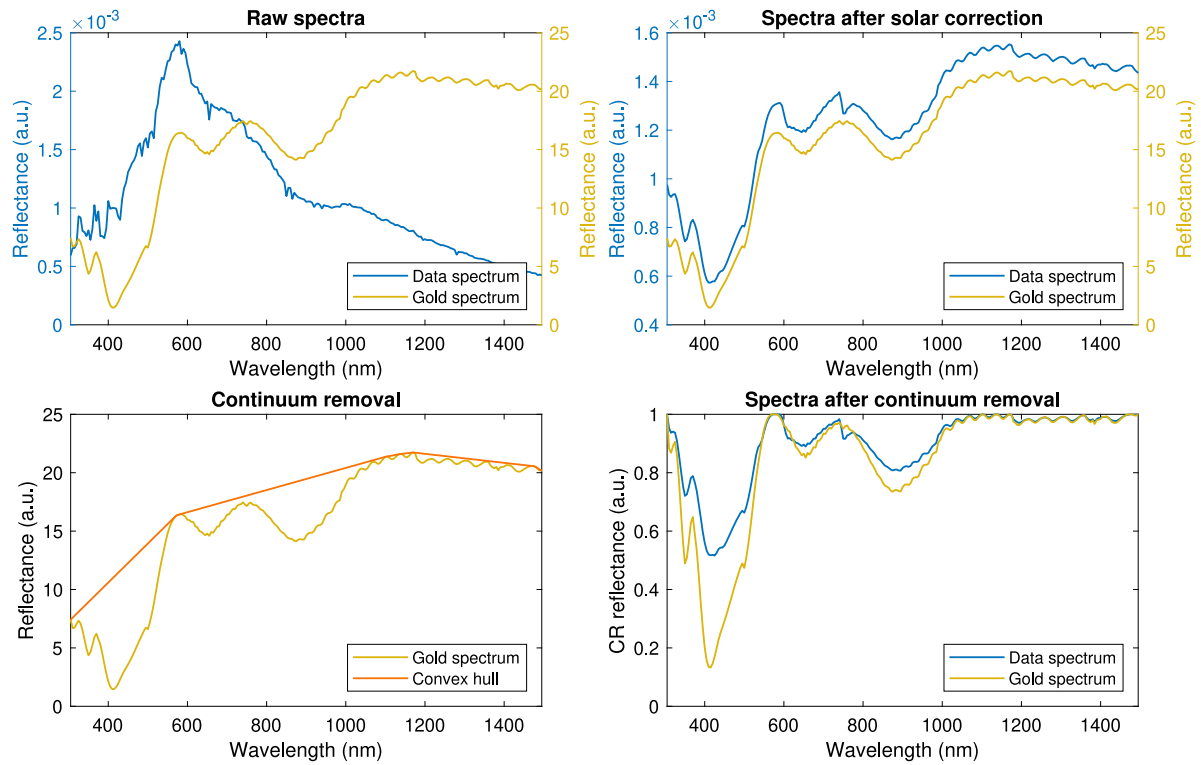 Raw spectra
×10⁻³
2.5
2
1.5
1
0.5
0
25
20
15
10
5
0
Reflectance (a.u.)
Reflectance (a.u.)
Data spectrum
Gold spectrum
400 600 800 1000 1200 1400
Wavelength (nm)
Spectra after solar correction
×10⁻³
1.6
1.4
1.2
1
0.8
0.6
0.4
25
20
15
10
5
0
Reflectance (a.u.)
Reflectance (a.u.)
Data spectrum
Gold spectrum
400 600 800 1000 1200 1400
Wavelength (nm)
Continuum removal
25
20
15
10
5
0
Reflectance (a.u.)
Gold spectrum
Convex hull
400 600 800 1000 1200 1400
Wavelength (nm)
Spectra after continuum removal
1
0.8
0.6
0.4
0.2
0
CR reflectance (a.u.)
Data spectrum
Gold spectrum
400 600 800 1000 1200 1400
Wavelength (nm)